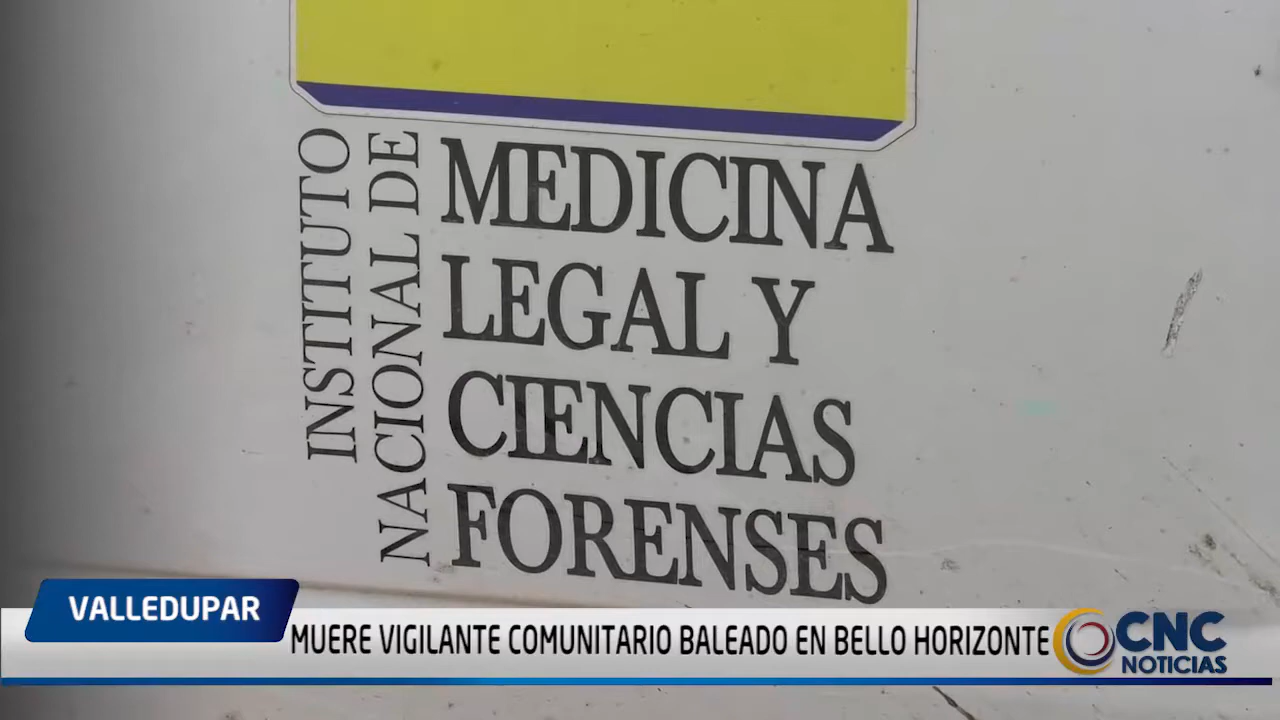 INSTITUTO
NACIONAL DE
MEDICINA
LEGAL Y
CIENCIAS
FORENSES
VALLEDUPAR
MUERE VIGILANTE COMUNITARIO BALEADO EN BELLO HORIZONTE
CNC
NOTICIAS